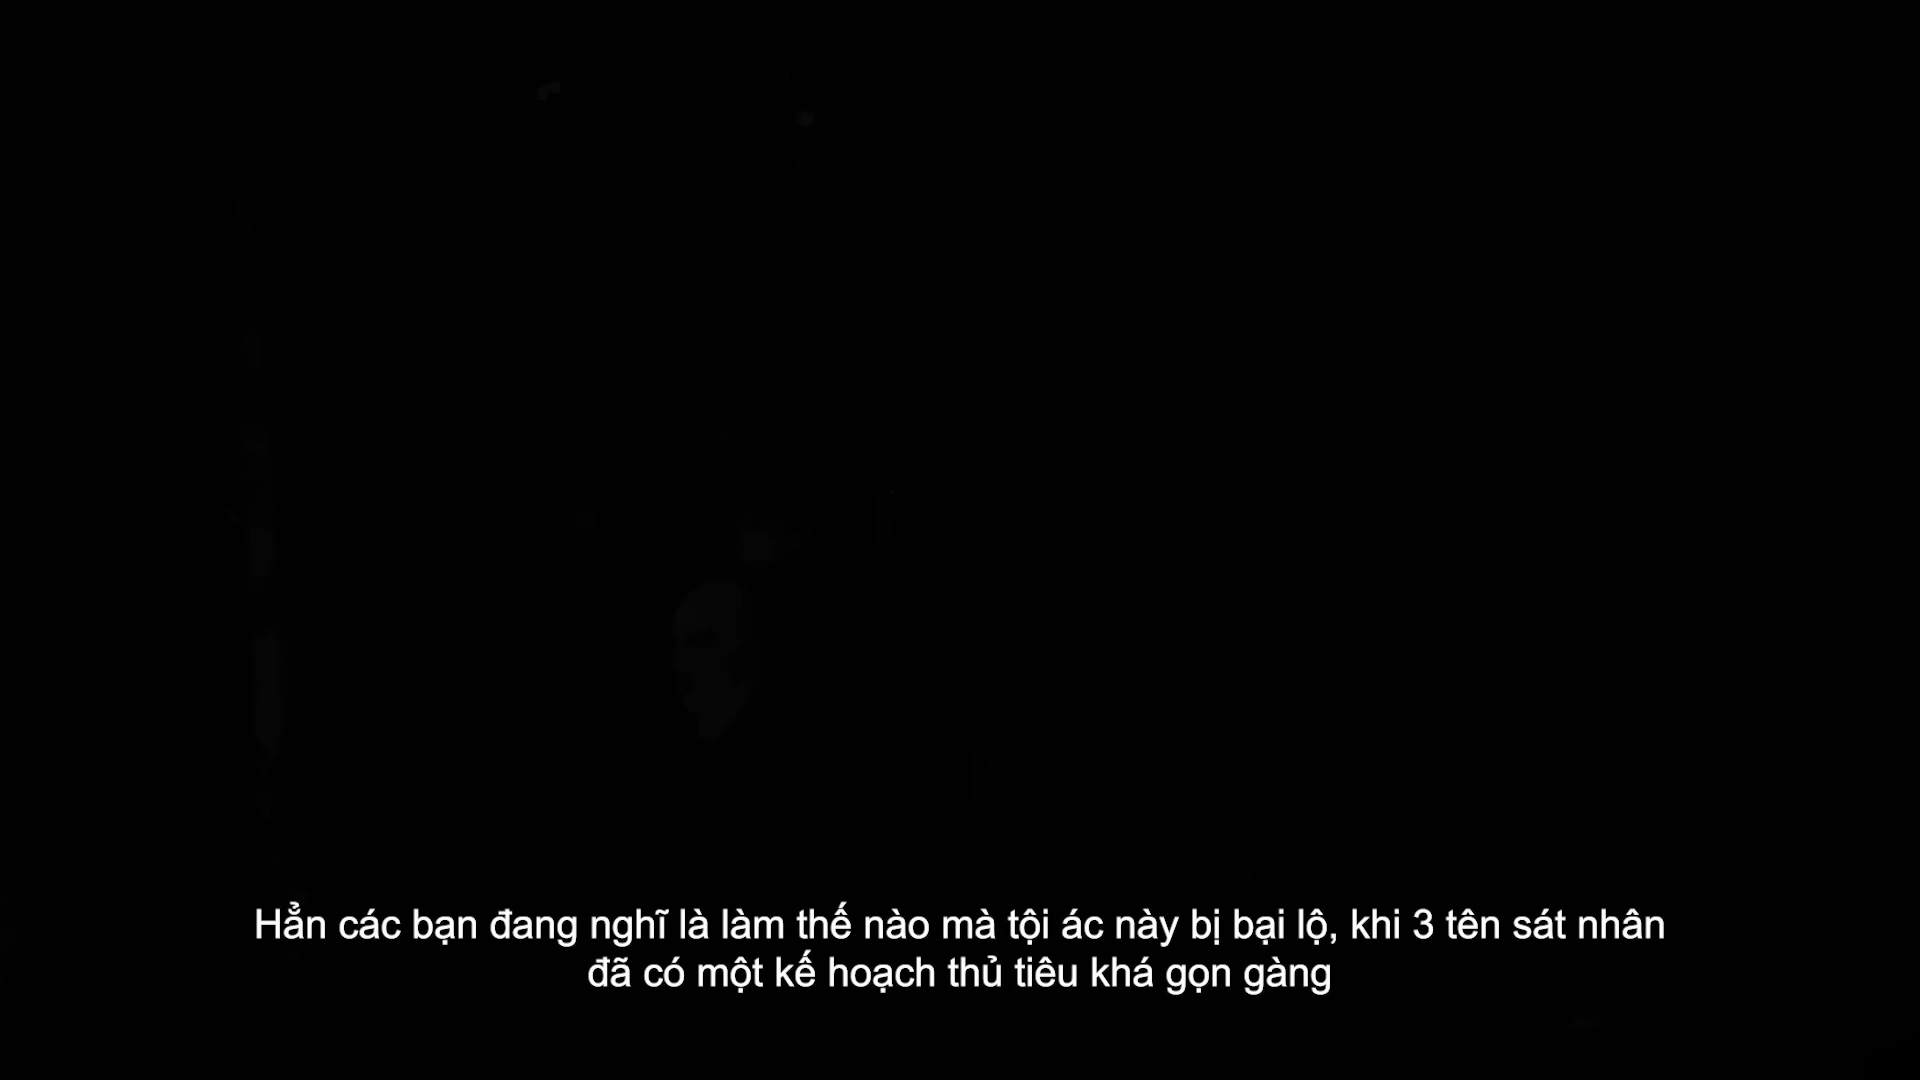 Hẳn các bạn đang nghĩ là làm thế nào mà tội ác này bị bại lộ, khi 3 tên sát nhân
đã có một kế hoạch thủ tiêu khá gọn gàng